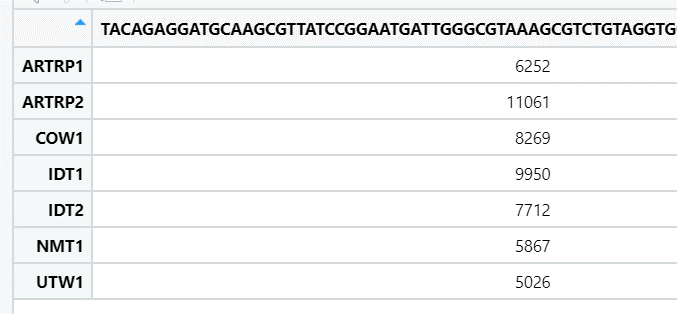 TACAGAGGATGCAAGCGTTATCCGGAATGATTGGGCGTAAAGCGTCTGTAGGTG
ARTRP1 6252
ARTRP2 11061
COW1 8269
IDT1 9950
IDT2 7712
NMT1 5867
UTW1 5026